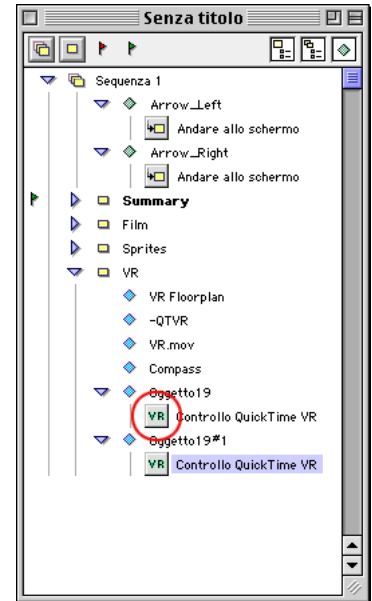 Senza titolo
Sequenza 1
Arrow_Left
Andare allo schermo
Arrow_Right
Andare allo schermo
Summary
Film
Sprites
VR
VR Floorplan
-QTVR
VR.mov
Compass
Oggetto19
VR Controllo QuickTime VR
Oggetto19#1
VR Controllo QuickTime VR